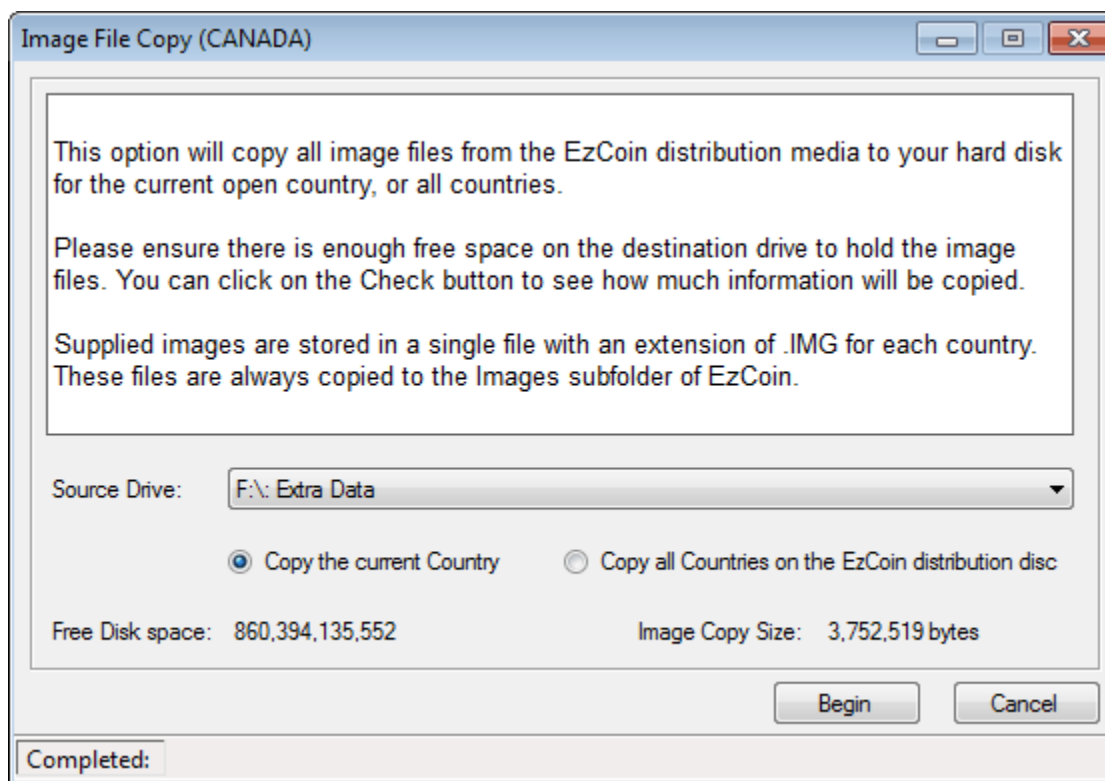 Image File Copy (CANADA)
This option will copy all image files from the EzCoin distribution media to your hard disk
for the current open country, or all countries.
Please ensure there is enough free space on the destination drive to hold the image
files. You can click on the Check button to see how much information will be copied.
Supplied images are stored in a single file with an extension of .IMG for each country.
These files are always copied to the Images subfolder of EzCoin.
Source Drive: F:\: Extra Data
Copy the current Country Copy all Countries on the EzCoin distribution disc
Free Disk space: 860,394,135,552 Image Copy Size: 3,752,519 bytes
Begin Cancel
Completed: